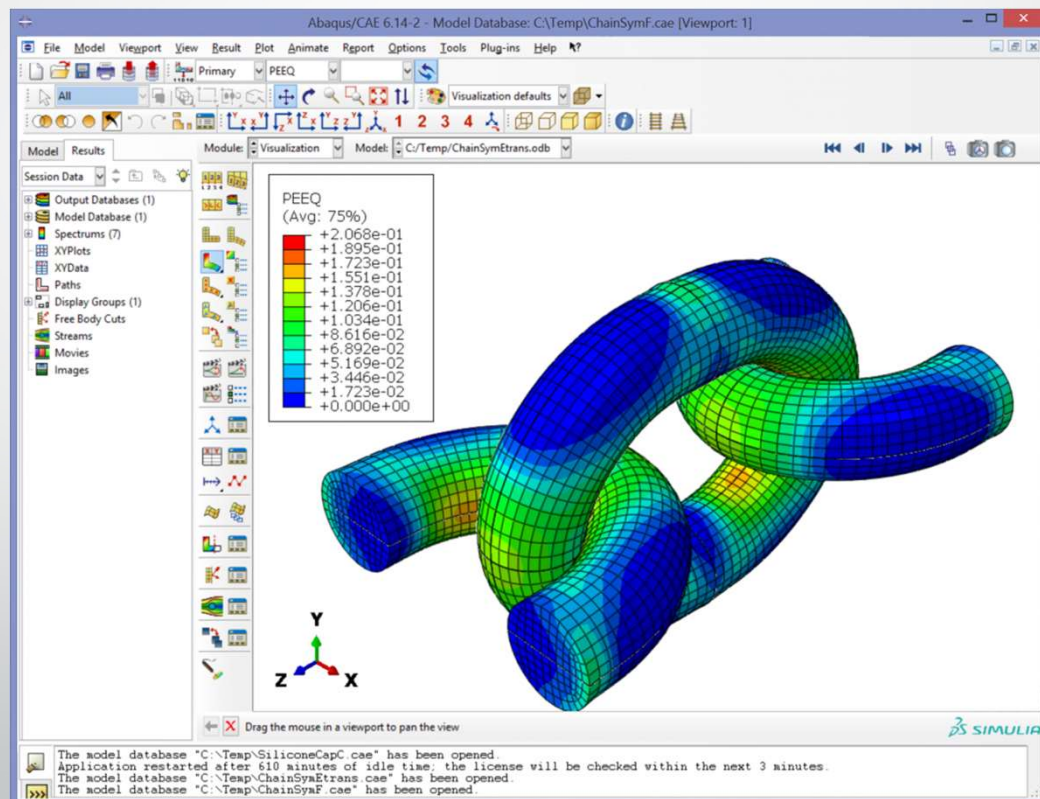 Abaqus/CAE 6.14-2 - Model Database: C:\Temp\ChainSymF.cae [Viewport: 1]
File Model Viewport View Result Plot Animate Report Options Tools Plug-ins Help
Primary PEEQ
All Visualization defaults
1 2 3 4
Model Results Module: Visualization Model: C:/Temp/ChainSymEtrans.odb
Session Data
Output Databases (1)
Model Database (1)
Spectrums (7)
XYPlots
XYData
Paths
Display Groups (1)
Free Body Cuts
Streams
Movies
Images
PEEQ
(Avg: 75%)
+2.068e-01
+1.895e-01
+1.723e-01
+1.551e-01
+1.378e-01
+1.206e-01
+1.034e-01
+8.616e-02
+6.892e-02
+5.169e-02
+3.446e-02
+1.723e-02
+0.000e+00
Y
Z X
Drag the mouse in a viewport to pan the view
SIMULIA
The model database "C:\Temp\SiliconeCapC.cae" has been opened.
Application restarted after 610 minutes of idle time; the license will be checked within the next 3 minutes.
The model database "C:\Temp\ChainSymEtrans.cae" has been opened.
The model database "C:\Temp\ChainSymF.cae" has been opened.